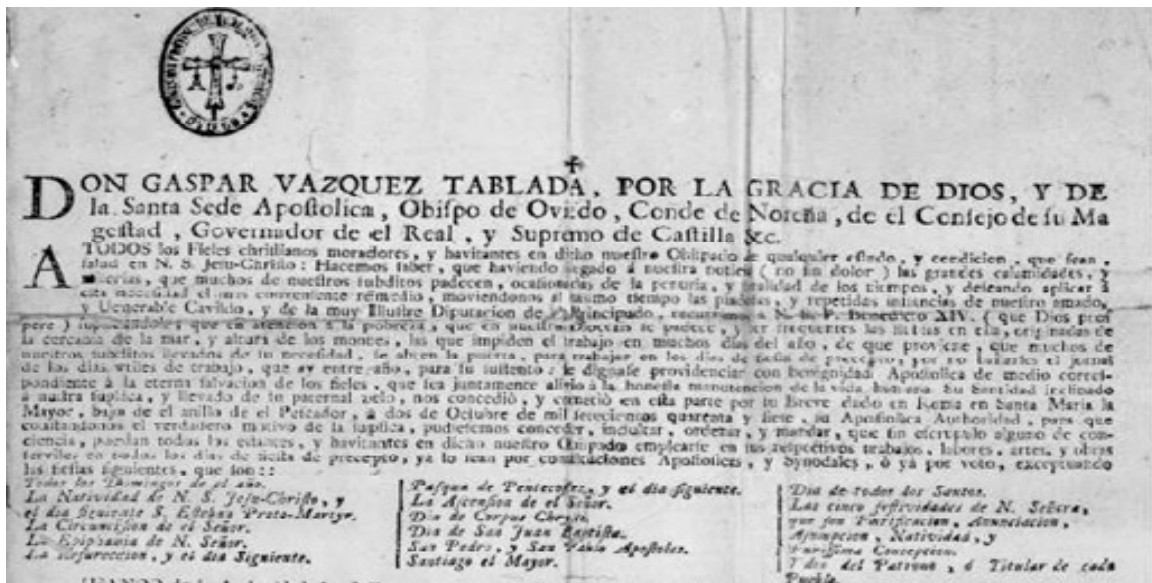 DON GASPAR VAZQUEZ TABLADA, POR LA GRACIA DE DIOS, Y DE
la Santa Sede Apoſtolica, Obiſpo de Oviedo, Conde de Noreña, de el Conſejo de ſu Ma
geſtad, Governador de el Real, y Supremo de Caſtilla &c.
A TODOS los Fieles chriſtianos moradores, y havitantes en dicho nueſtro Obiſpado de qualquier eſtado, y condicion, que ſean,
ſalud en N. S. Jeſu-Chriſto: Hacemos ſaber, que haviendo llegado à nueſtra noticia (no ſin dolor) las grandes calamidades, y
miſerias, que muchos de nueſtros ſubditos padecen, ocaſionadas de la penuria, y fatalidad de los tiempos, y deſeando aplicar à
eſta neceſſidad el mas conveniente remedio, moviendonos al miſmo tiempo las piadoſas, y repetidas inſtancias de nueſtro amado,
y Venerable Cavildo, y de la muy Illuſtre Diputacion de el Principado, recurrimos à N. S. P. Benedicto XIV. (que Dios proſ
pere) ſuplicandole, que en atencion à la pobreza, que en nueſtra Dioceſis ſe padece, y ſer frequentes las lluvias en ella, originadas de
la cercania de la mar, y altura de los montes, las que impiden el trabajo en muchos dias del año, de que proviene, que muchos de
nueſtros ſubditos llevados de ſu neceſidad, ſe abren la puerta, para trabajar en los dias de fieſta de precepto, por no baſtarles el jornal
de los dias utiles de trabajo, que ay entre año, para ſu ſuſtento: ſe dignaſe providenciar con benignidad Apoſtolica de medio correſ-
pondiente à la eterna ſalvacion de los fieles, que ſea juntamente alivio à la honeſta manutencion de la vida humana. Su Santidad inclinado
à nueſtra ſuplica, y llevado de ſu paternal zelo, nos concedió, y cometió en eſta parte por ſu Breve dado en Roma en Santa Maria la
Mayor, bajo de el anillo de el Peſcador, à dos de Octubre de mil ſetecientos quarenta y ſiete, ſu Apoſtolica Authoridad, para que
conſtandonos el verdadero motivo de la ſuplica, pudieſemos conceder, indultar, ordenar, y mandar, que ſin eſcrupulo alguno de con-
ciencia, puedan todos los eſtantes, y havitantes en dicho nueſtro Obiſpado emplearſe en ſus reſpectivos trabajos, labores, artes, y obras
ſerviles en todos los dias de fieſta de precepto, ya lo ſean por conſtituciones Apoſtolicas, y Synodales, ò yà por voto, exceptuando
las fieſtas ſiguientes, que ſon::
Todos los Domingos de el año.
La Natividad de N. S. Jeſu-Chriſto, y
el dia ſiguiente S. Eſteban Proto-Martyr.
La Circunciſion de el Señor.
La Epiphania de N. Señor.
La Reſureccion, y el dia Siguiente.
Paſqua de Pentecoſtes, y el dia ſiguiente.
La Aſcenſion de el Señor.
Dia de Corpus Chryſti.
Dia de San Juan Baptiſta.
San Pedro, y San Pablo Apoſtoles.
Santiago el Mayor.
Dia de todos los Santos.
Las cinco feſtividades de N. Señora,
que ſon Purificacion, Anunciacion,
Aſſumpcion, Natividad, y
Puriſſima Concepcion.
Y dia del Patrono, ò Titular de cada
Pueblo.